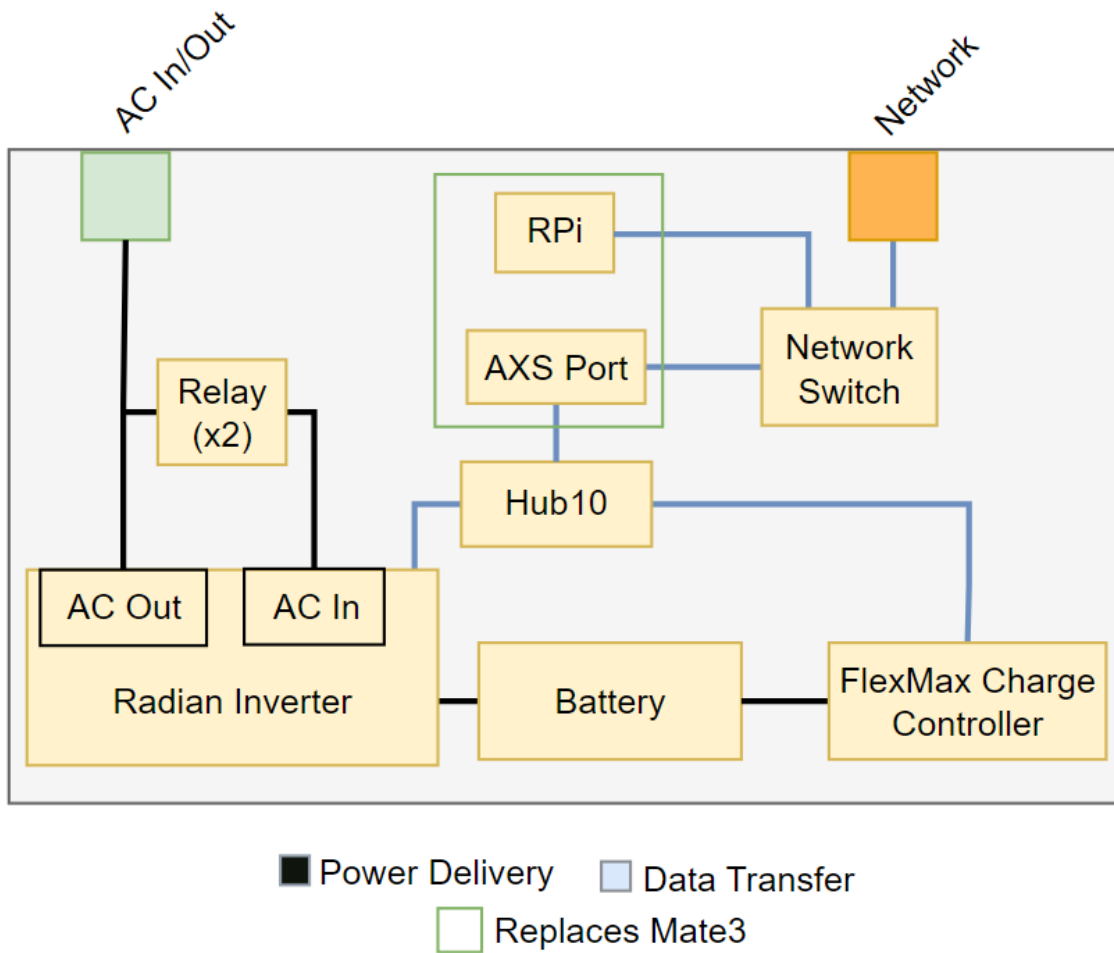 AC In/Out
Network
RPi
AXS Port
Network
Switch
Relay
(x2)
Hub10
AC Out
AC In
Radian Inverter
Battery
FlexMax Charge
Controller
Power Delivery
Data Transfer
Replaces Mate3